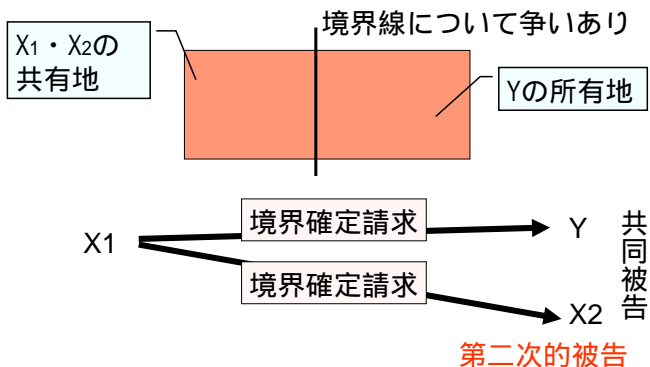 境界線について争いあり
X1・X2の
共有地
Yの所有地
境界確定請求
X1
Y
境界確定請求
X2
共同被告
第二次的被告